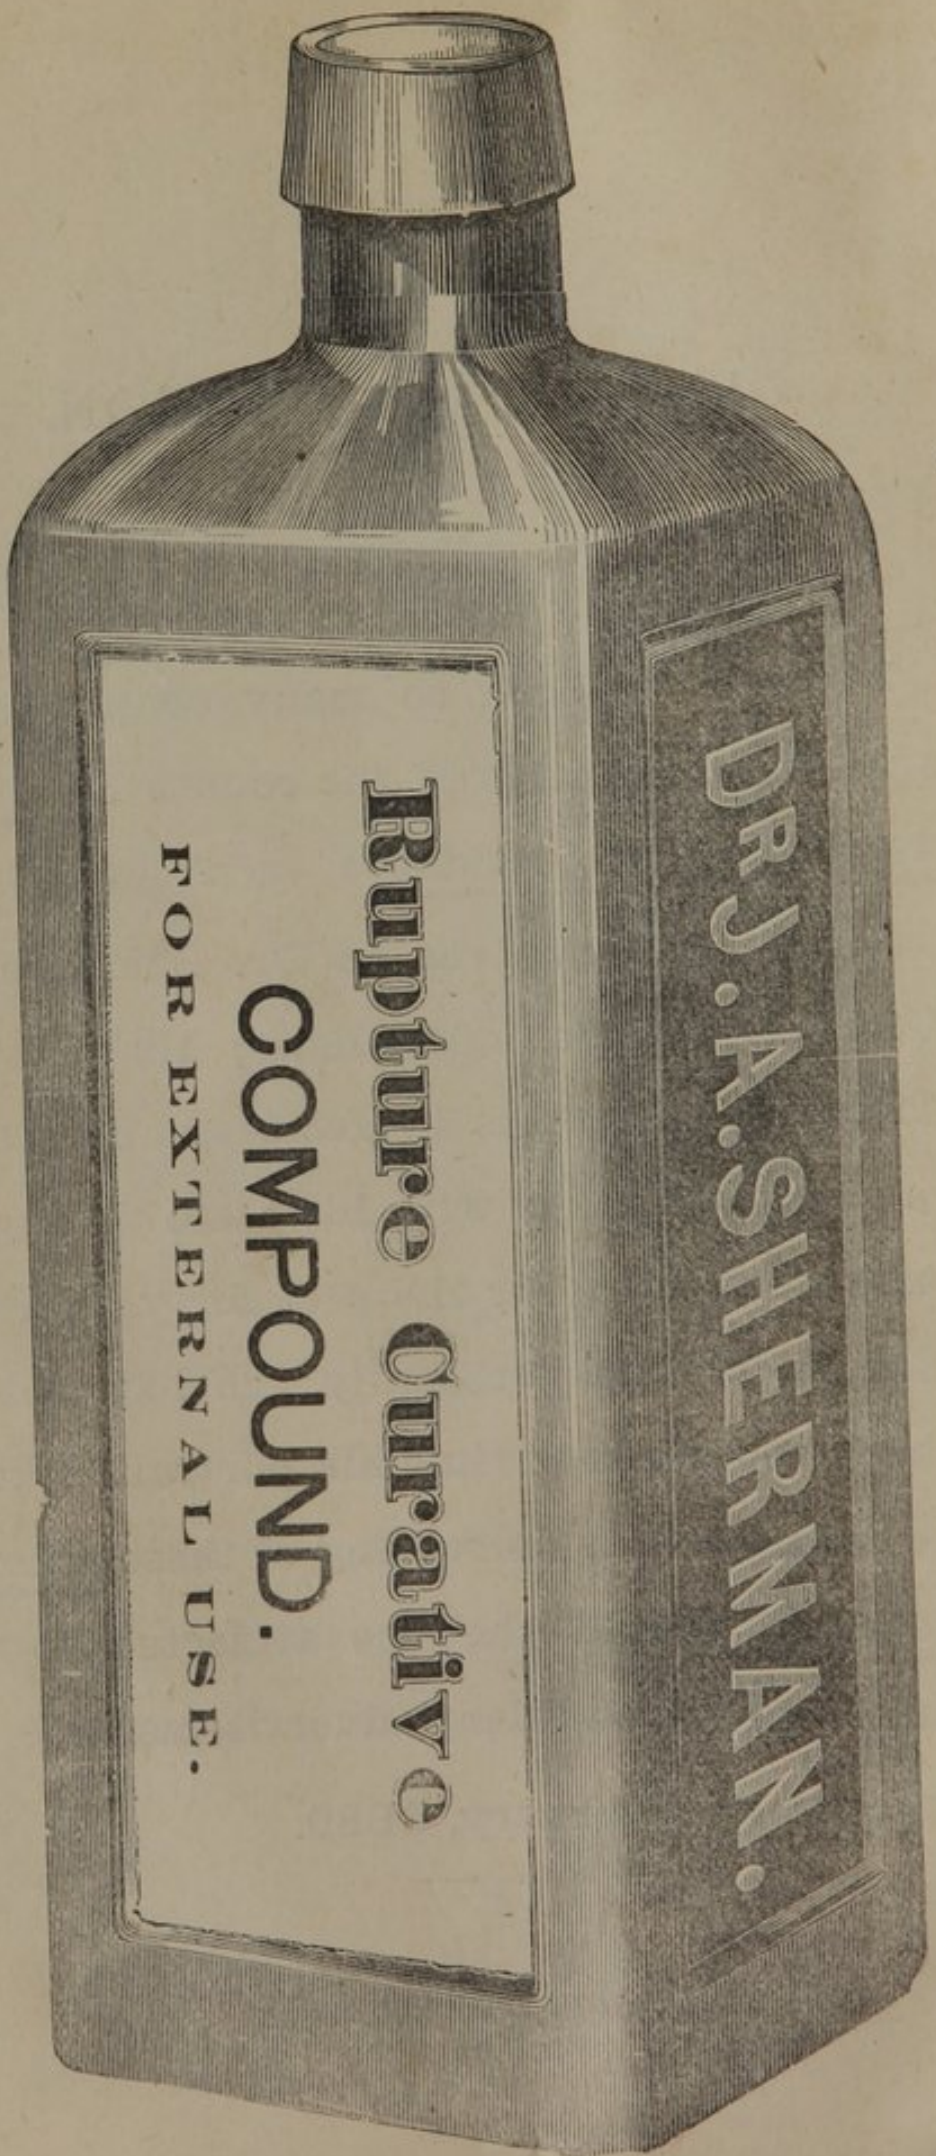 DR J. A. SHERMAN.
Rupture Curative
COMPOUND.
FOR EXTERNAL USE.